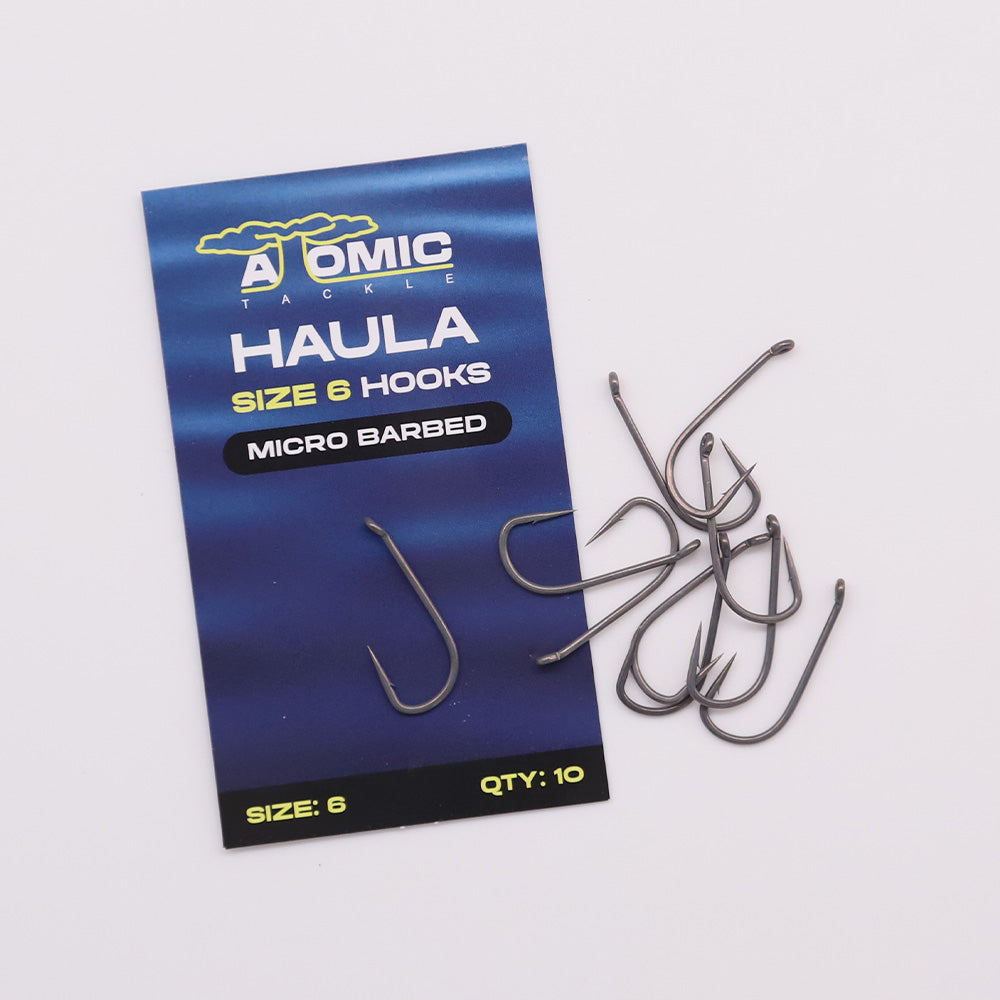 ATOMIC
TACKLE
HAULA
SIZE 6 HOOKS
MICRO BARBED
SIZE: 6
QTY: 10